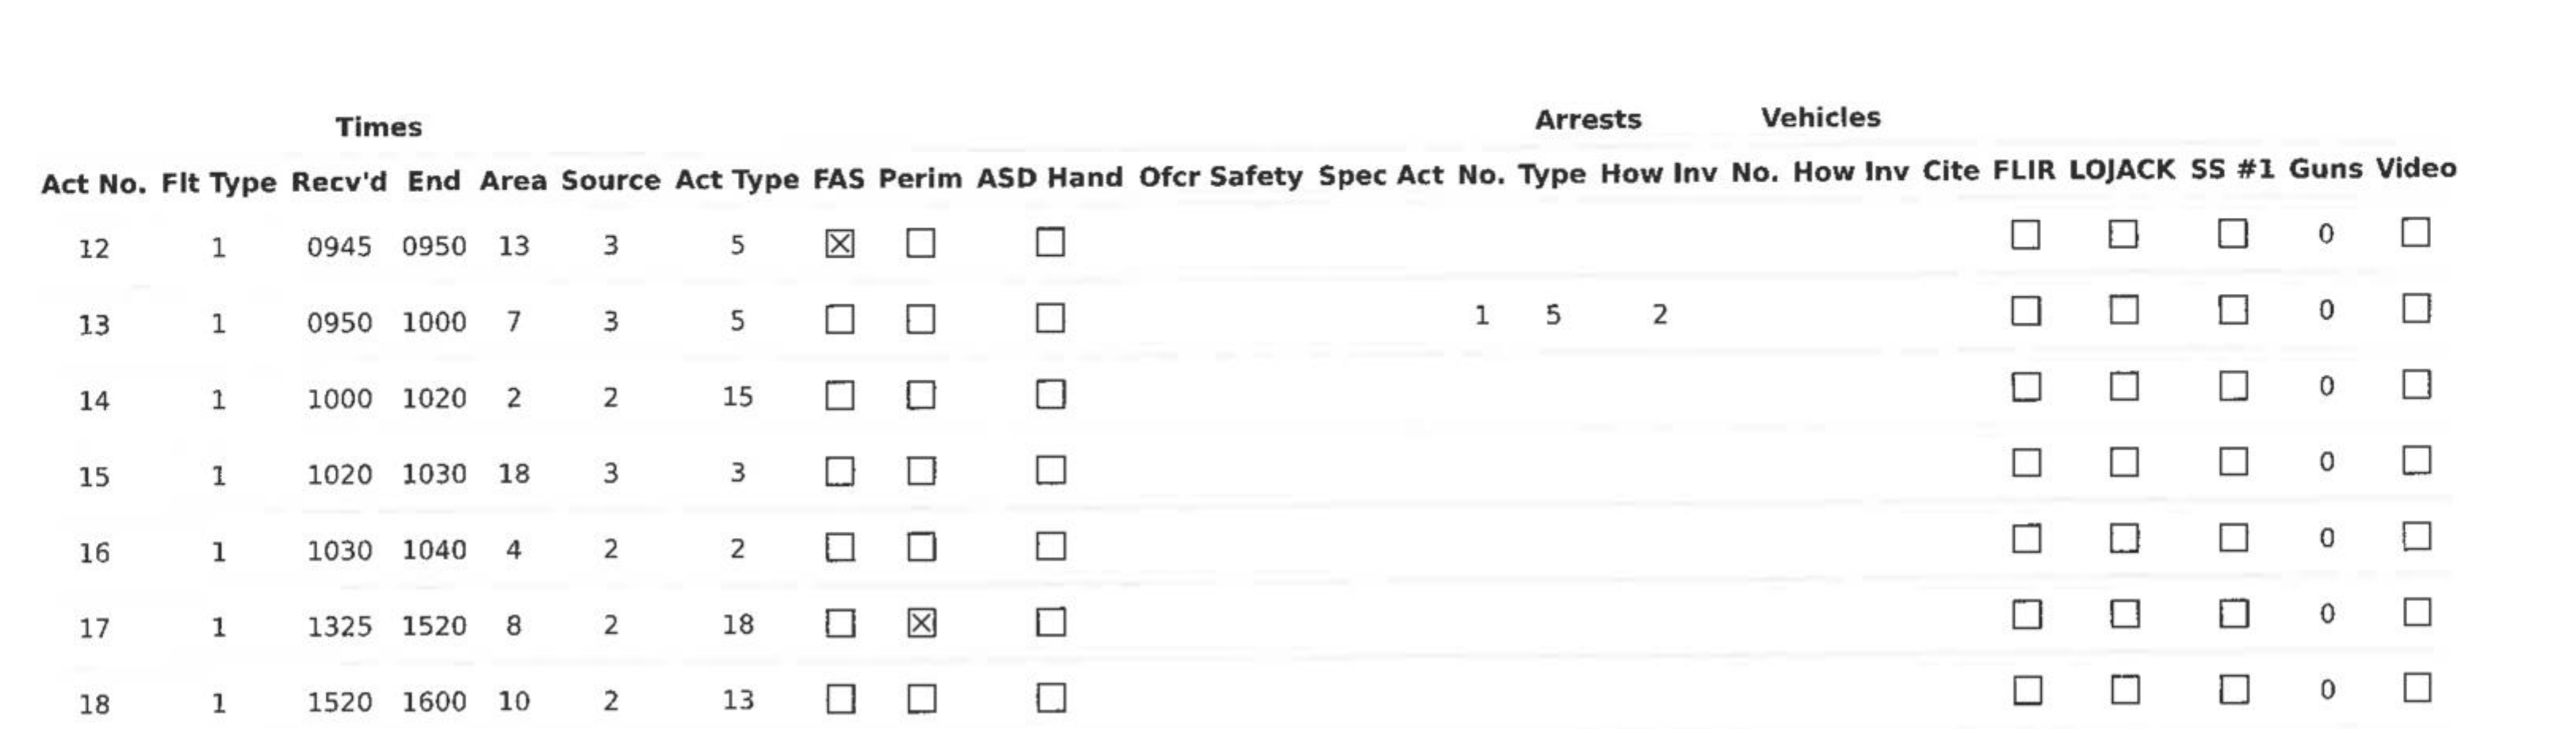 Times Arrests Vehicles
Act No. Flt Type Recv'd End Area Source Act Type FAS Perim ASD Hand Ofcr Safety Spec Act No. Type How Inv No. How Inv Cite FLIR LOJACK SS #1 Guns Video
12 1 0945 0950 13 3 5 ☒ ☐ ☐ ☐ ☐ ☐ 0 ☐
13 1 0950 1000 7 3 5 ☐ ☐ ☐ 1 5 2 ☐ ☐ ☐ 0 ☐
14 1 1000 1020 2 2 15 ☐ ☐ ☐ ☐ ☐ ☐ 0 ☐
15 1 1020 1030 18 3 3 ☐ ☐ ☐ ☐ ☐ ☐ 0 ☐
16 1 1030 1040 4 2 2 ☐ ☐ ☐ ☐ ☐ ☐ 0 ☐
17 1 1325 1520 8 2 18 ☐ ☒ ☐ ☐ ☐ ☐ 0 ☐
18 1 1520 1600 10 2 13 ☐ ☐ ☐ ☐ ☐ ☐ 0 ☐